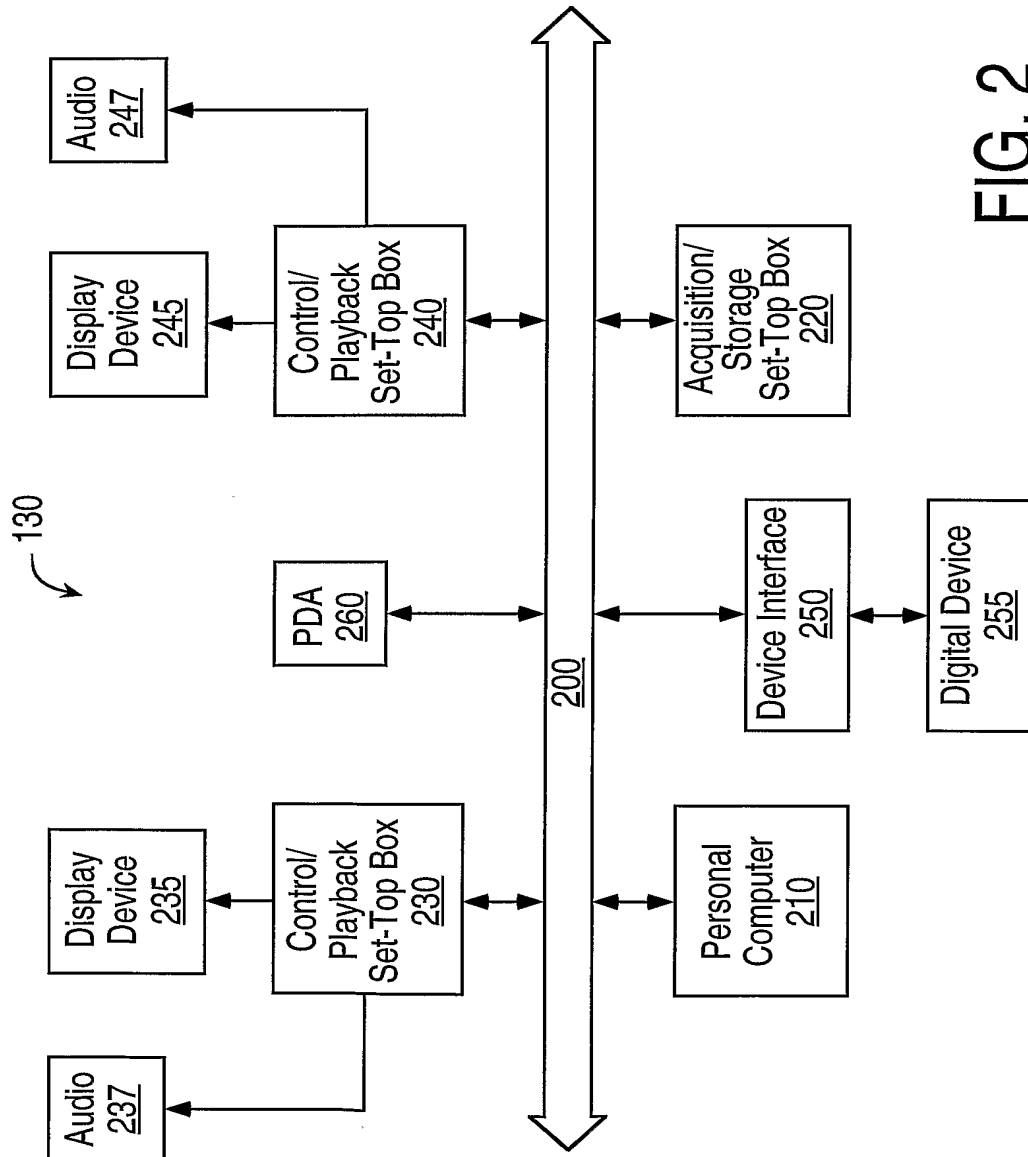 130
Audio
237
Display
Device
235
Display
Device
245
Audio
247
Control/
Playback
Set-Top Box
230
PDA
260
Control/
Playback
Set-Top Box
240
200
Personal
Computer
210
Device Interface
250
Acquisition/
Storage
Set-Top Box
220
Digital Device
255
FIG. 2